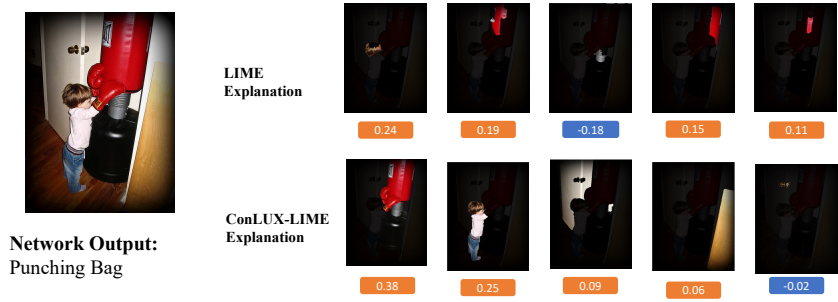 LIME
Explanation
0.24
0.19
-0.18
0.15
0.11
ConLUX-LIME
Explanation
Network Output:
Punching Bag
0.38
0.25
0.09
0.06
-0.02